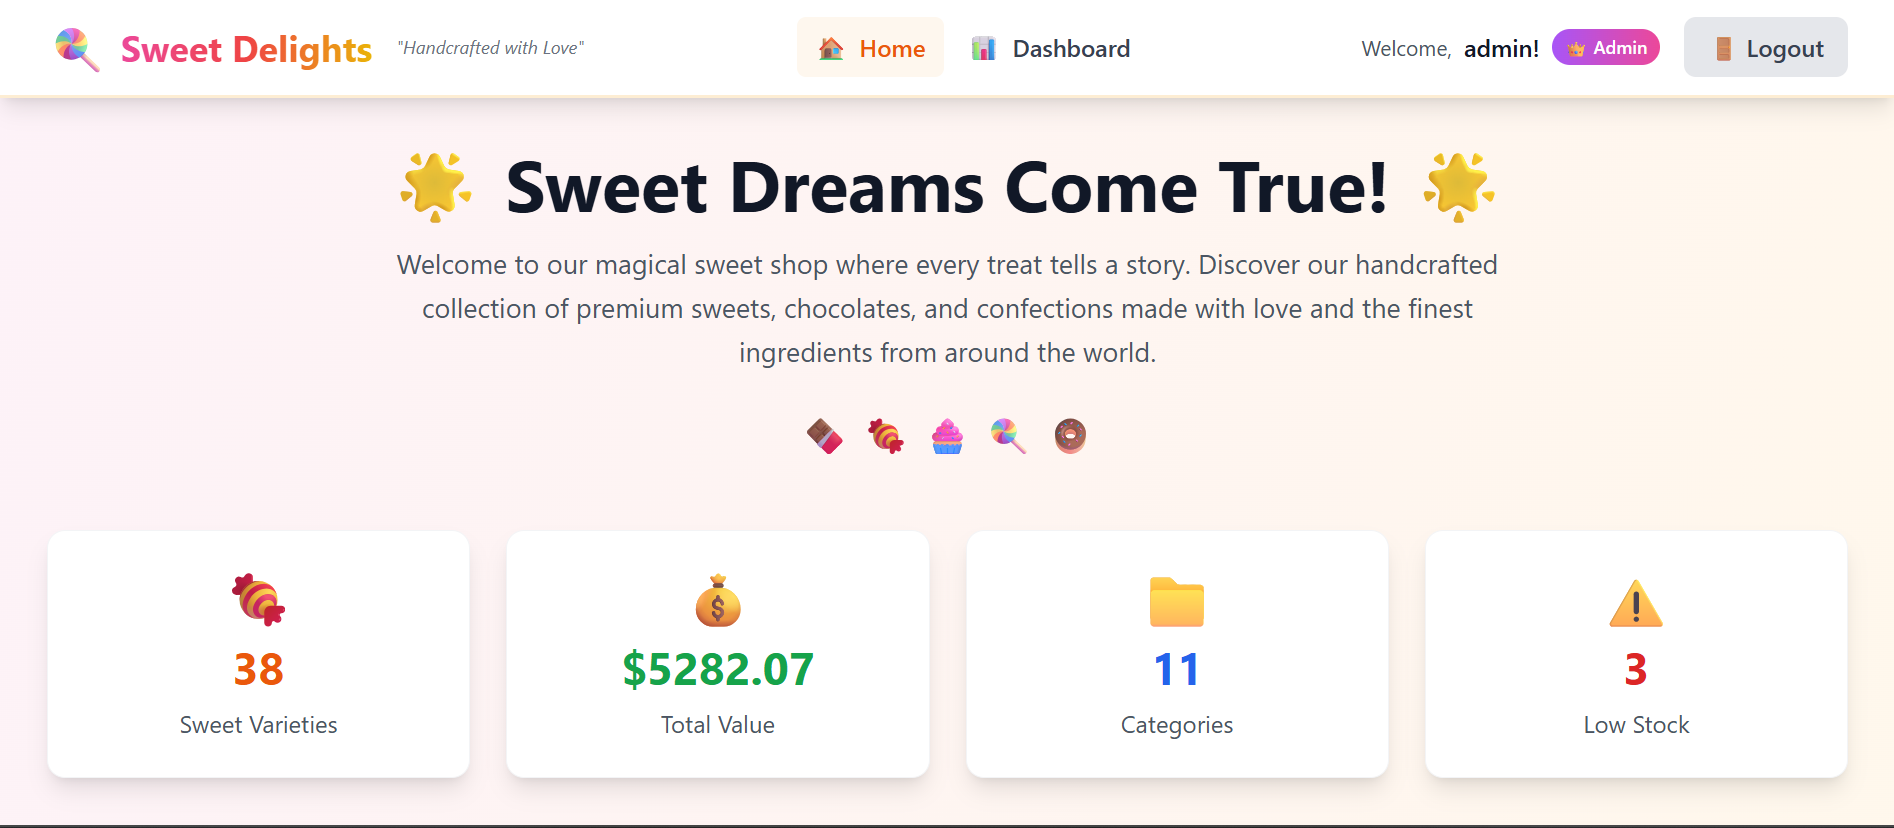 Sweet Delights "Handcrafted with Love" Home Dashboard Welcome, admin! Admin Logout
Sweet Dreams Come True!
Welcome to our magical sweet shop where every treat tells a story. Discover our handcrafted
collection of premium sweets, chocolates, and confections made with love and the finest
ingredients from around the world.
38
Sweet Varieties
$5282.07
Total Value
11
Categories
3
Low Stock